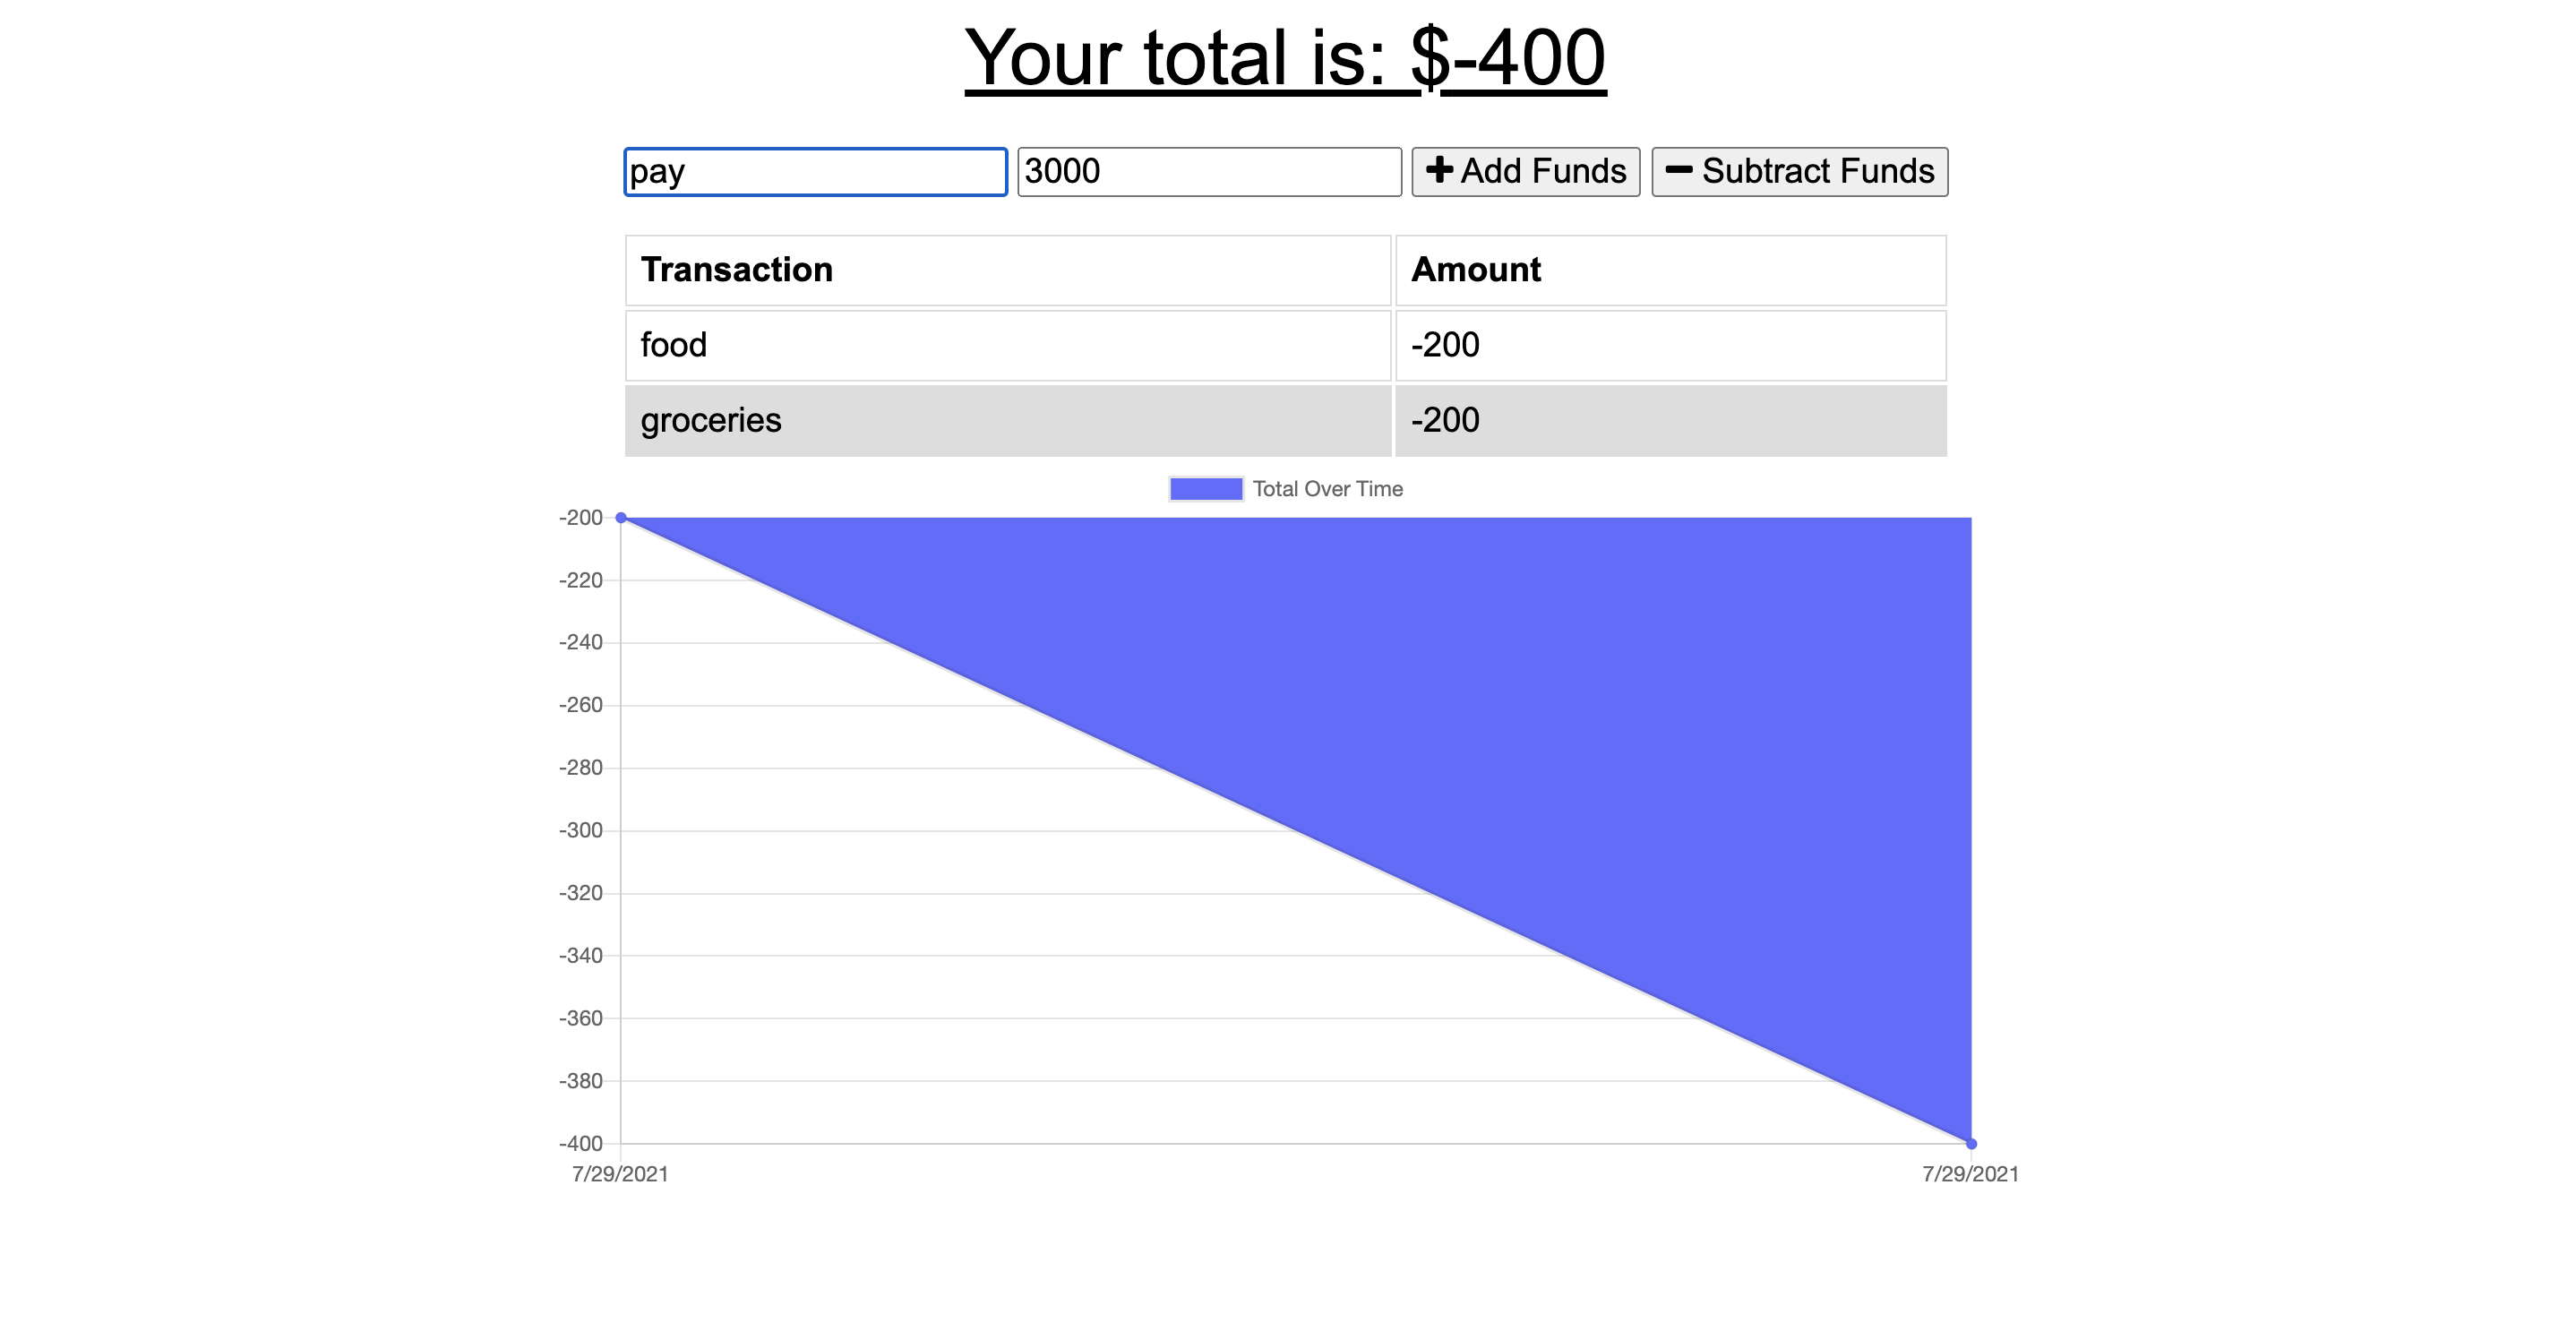 Your total is: $-400
pay 3000 Add Funds Subtract Funds
Transaction Amount
food -200
groceries -200
Total Over Time
-200
-220
-240
-260
-280
-300
-320
-340
-360
-380
-400
7/29/2021 7/29/2021